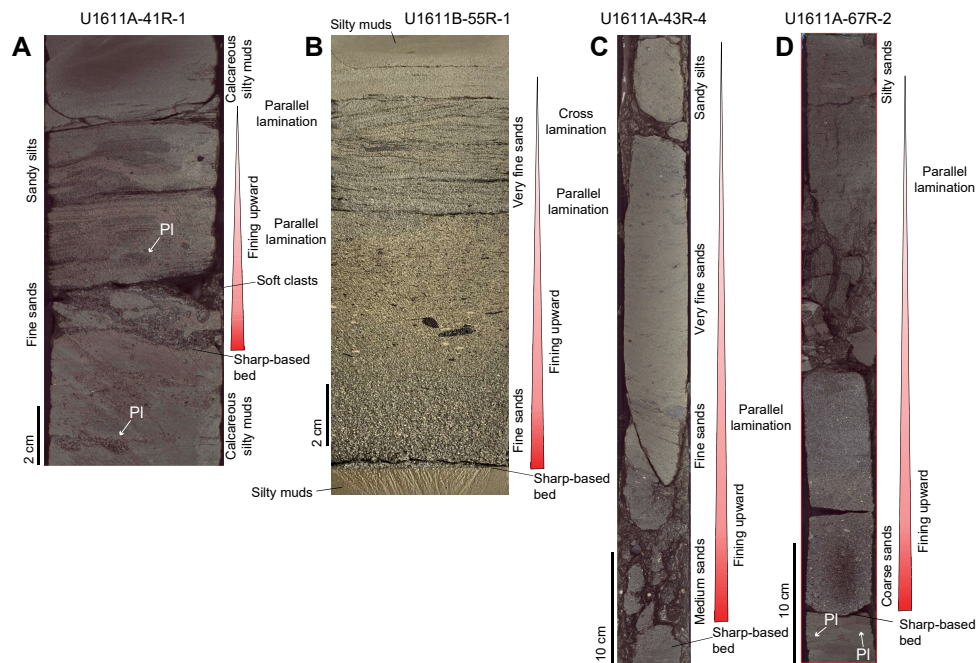 U1611A-41R-1
U1611B-55R-1
U1611A-43R-4
U1611A-67R-2
A
Calcareous
silty muds
Parallel
lamination
Sandy silts
Fining upward
Parallel
lamination
Pl
Soft clasts
Fine sands
Sharp-based
bed
Pl
Calcareous
silty muds
2 cm
B
Silty muds
Cross
lamination
Very fine sands
Parallel
lamination
Fining upward
2 cm
Fine sands
Sharp-based
bed
Silty muds
C
Sandy silts
Very fine sands
Fine sands
Parallel
lamination
Fining upward
Medium sands
10 cm
Sharp-based
bed
D
Silty sands
Parallel
lamination
Fining upward
Coarse sands
10 cm
Sharp-based
bed
Pl
Pl